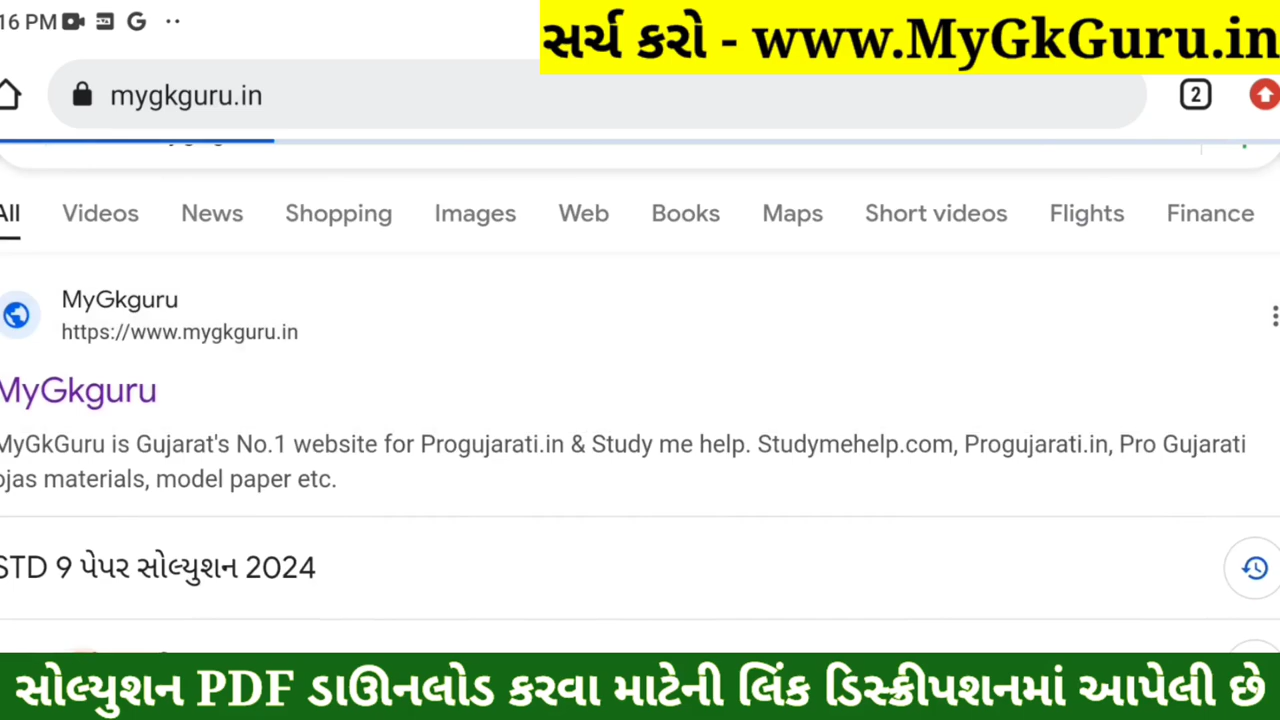 16 PM
સર્ચ કરો - www.MyGkGuru.in
mygkguru.in
2
All Videos News Shopping Images Web Books Maps Short videos Flights Finance
MyGkguru
https://www.mygkguru.in
MyGkguru
MyGkGuru is Gujarat's No.1 website for Progujarati.in & Study me help. Studymehelp.com, Progujarati.in, Pro Gujarati
ojas materials, model paper etc.
STD 9 પેપર સોલ્યુશન 2024
સોલ્યુશન PDF ડાઊનલોડ કરવા માટેની લિંક ડિસ્ક્રીપશનમાં આપેલી છે